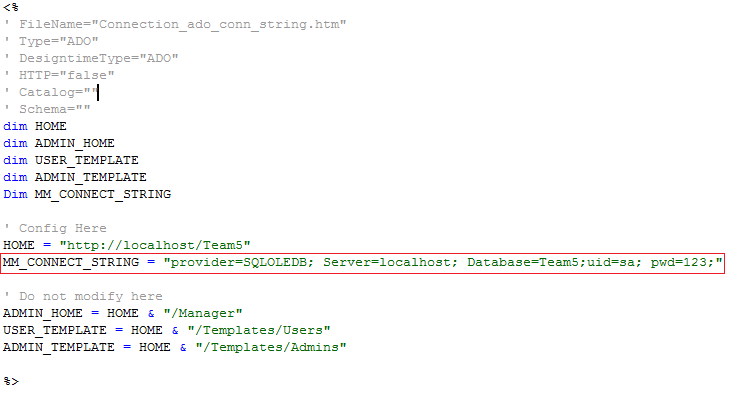 <%
' FileName="Connection_ado_conn_string.htm"
' Type="ADO"
' DesigntimeType="ADO"
' HTTP="false"
' Catalog=""
' Schema=""
dim HOME
dim ADMIN_HOME
dim USER_TEMPLATE
dim ADMIN_TEMPLATE
Dim MM_CONNECT_STRING
' Config Here
HOME = "http://localhost/Team5"
MM_CONNECT_STRING = "provider=SQLOLEDB; Server=localhost; Database=Team5;uid=sa; pwd=123;"
' Do not modify here
ADMIN_HOME = HOME & "/Manager"
USER_TEMPLATE = HOME & "/Templates/Users"
ADMIN_TEMPLATE = HOME & "/Templates/Admins"
%>